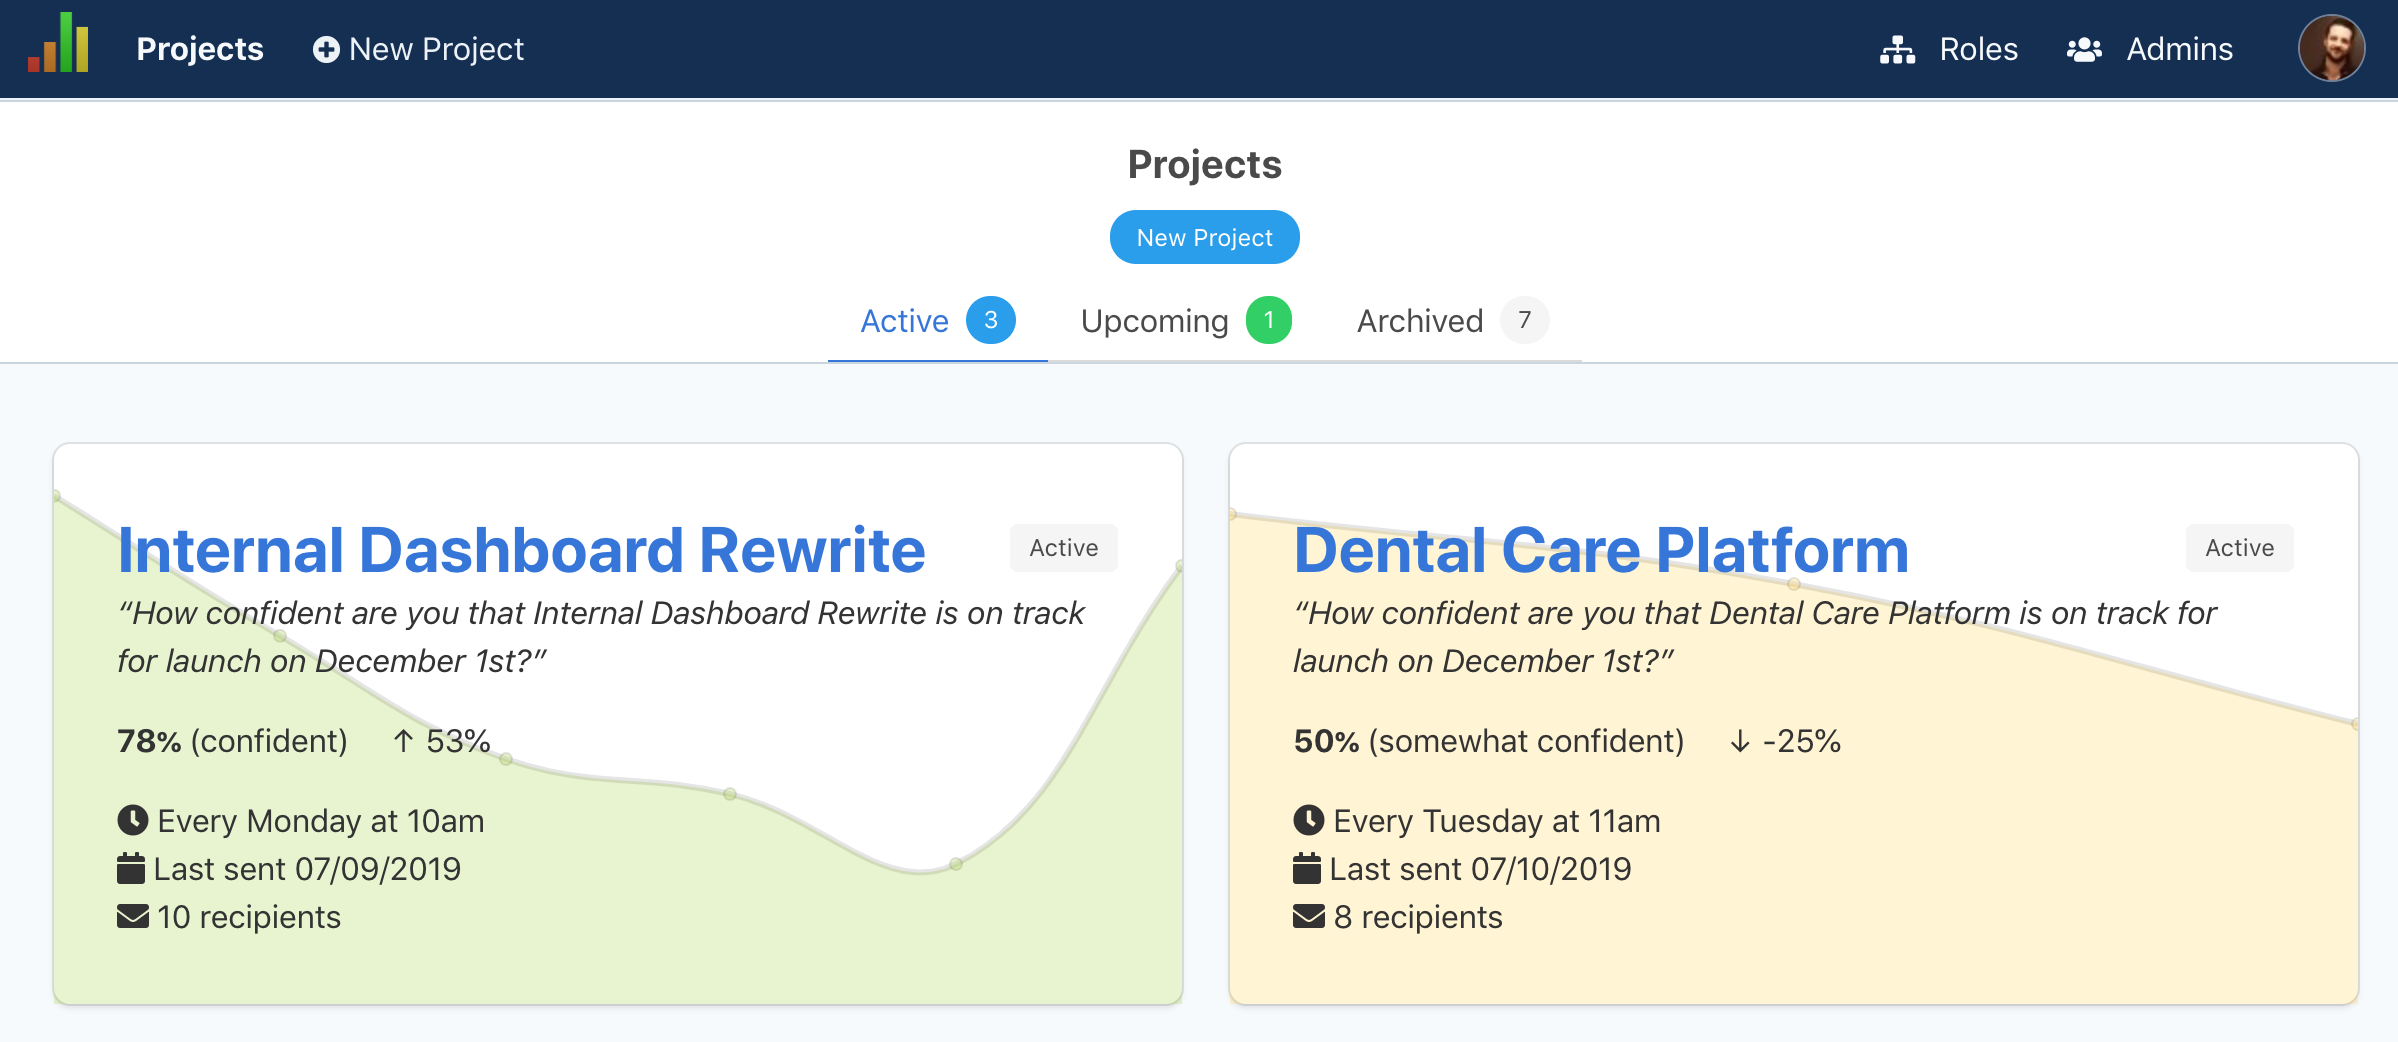 Projects
New Project
Roles
Admins
Projects
New Project
Active 3
Upcoming 1
Archived 7
Internal Dashboard Rewrite
Active
“How confident are you that Internal Dashboard Rewrite is on track
for launch on December 1st?”
78% (confident) ↑ 53%
Every Monday at 10am
Last sent 07/09/2019
10 recipients
Dental Care Platform
Active
“How confident are you that Dental Care Platform is on track for
launch on December 1st?”
50% (somewhat confident) ↓ -25%
Every Tuesday at 11am
Last sent 07/10/2019
8 recipients